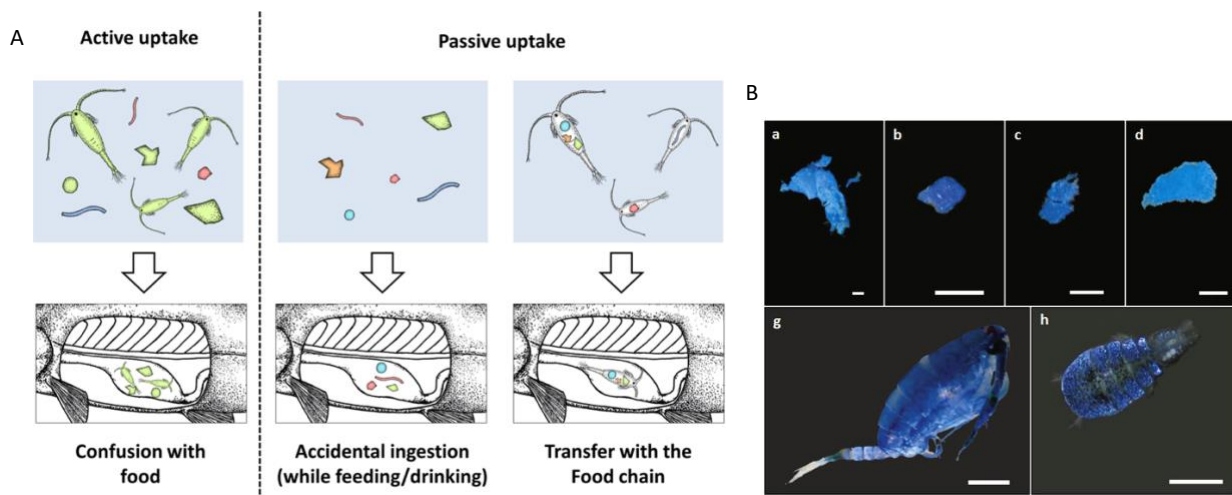 A
Active uptake
Passive uptake
Confusion with
food
Accidental ingestion
(while feeding/drinking)
Transfer with the
Food chain
B
a
b
c
d
g
h